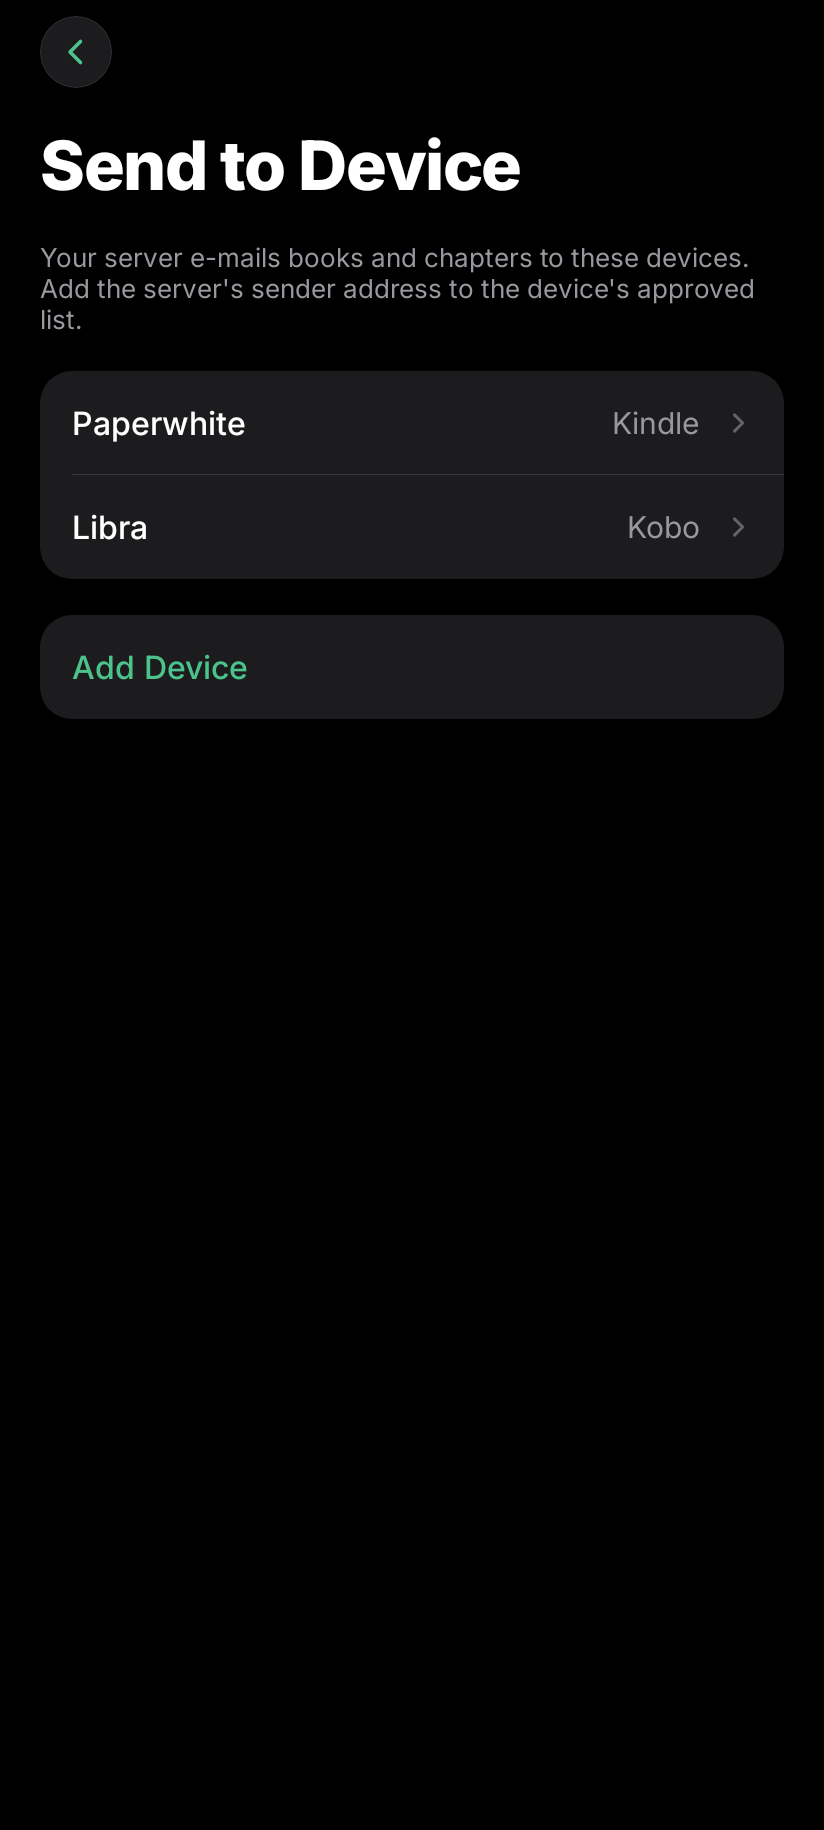 Send to Device
Your server e-mails books and chapters to these devices.
Add the server's sender address to the device's approved
list.
Paperwhite Kindle
Libra Kobo
Add Device